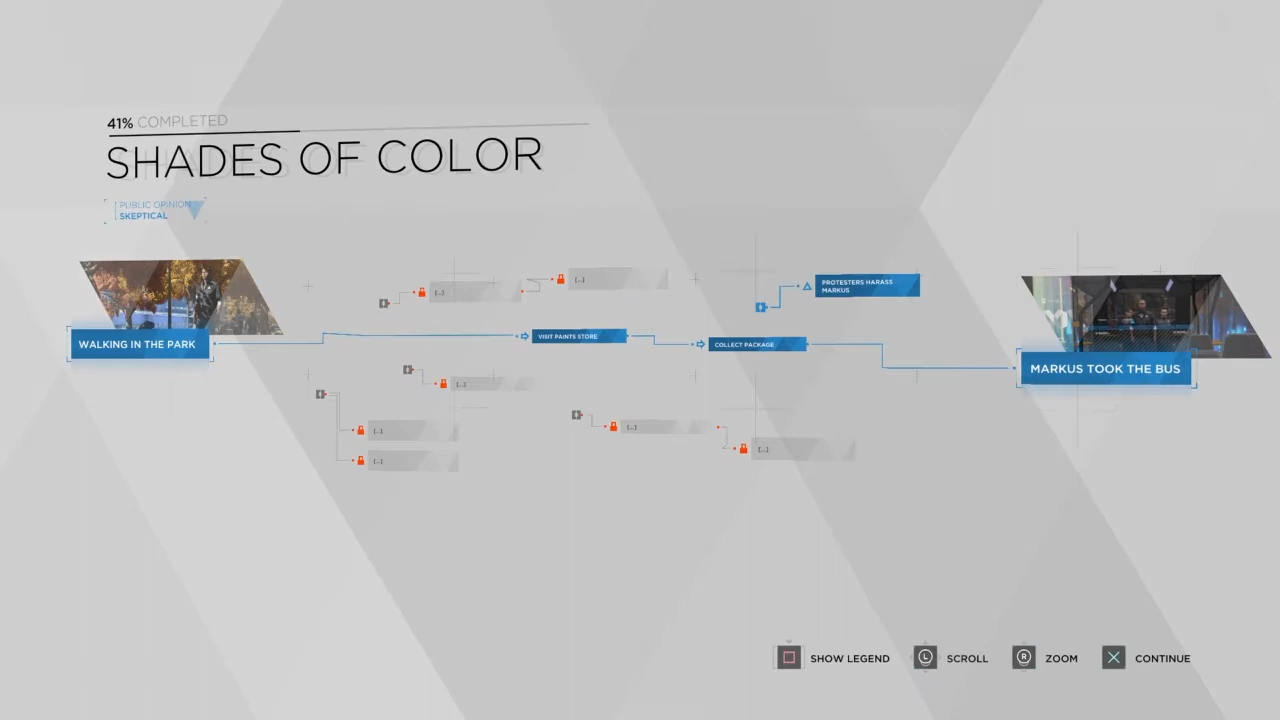 41% COMPLETED
SHADES OF COLOR
PUBLIC OPINION
SKEPTICAL
[...]
[...]
PROTESTERS HARASS
MARKUS
WALKING IN THE PARK
VISIT PAINTS STORE
COLLECT PACKAGE
MARKUS TOOK THE BUS
[...]
[...]
[...]
[...]
[...]
SHOW LEGEND
L
SCROLL
R
ZOOM
CONTINUE